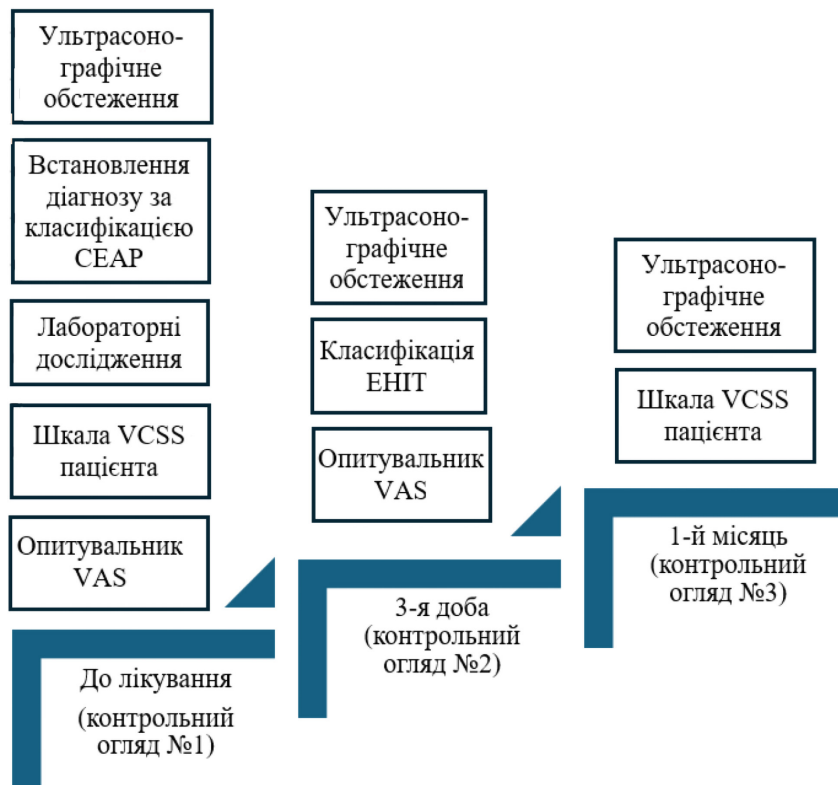 Ультрасоно-
графічне
обстеження
Встановлення
діагнозу за
класифікацією
CEAP
Лабораторні
дослідження
Шкала VCSS
пацієнта
Опитувальник
VAS
До лікування
(контрольний
огляд №1)
Ультрасоно-
графічне
обстеження
Класифікація
EHIT
Опитувальник
VAS
3-я доба
(контрольний
огляд №2)
Ультрасоно-
графічне
обстеження
Шкала VCSS
пацієнта
1-й місяць
(контрольний
огляд №3)